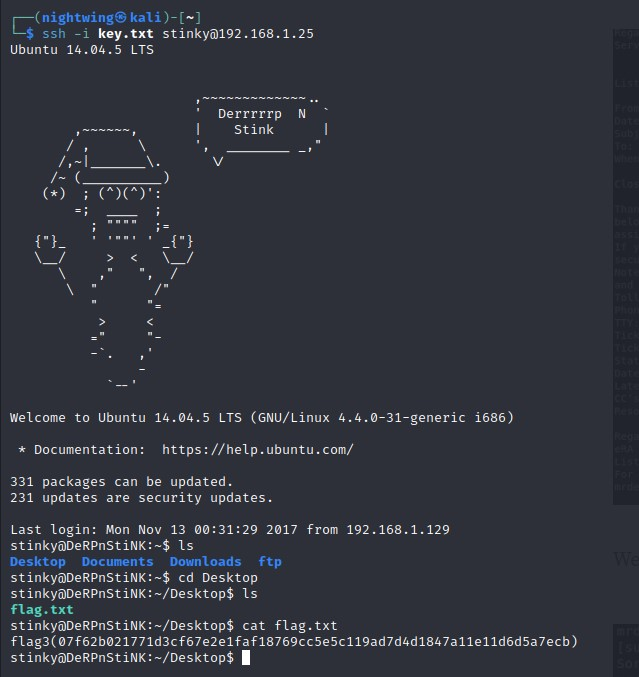 ┌──(nightwing㉿kali)-[~]
└─$ ssh -i key.txt stinky@192.168.1.25
Ubuntu 14.04.5 LTS
Derrrrrp N
Stink
Welcome to Ubuntu 14.04.5 LTS (GNU/Linux 4.4.0-31-generic i686)
* Documentation: https://help.ubuntu.com/
331 packages can be updated.
231 updates are security updates.
Last login: Mon Nov 13 00:31:29 2017 from 192.168.1.129
stinky@DeRPnStiNK:~$ ls
Desktop Documents Downloads ftp
stinky@DeRPnStiNK:~$ cd Desktop
stinky@DeRPnStiNK:~/Desktop$ ls
flag.txt
stinky@DeRPnStiNK:~/Desktop$ cat flag.txt
flag3(07f62b021771d3cf67e2e1faf18769cc5e5c119ad7d4d1847a11e11d6d5a7ecb)
stinky@DeRPnStiNK:~/Desktop$